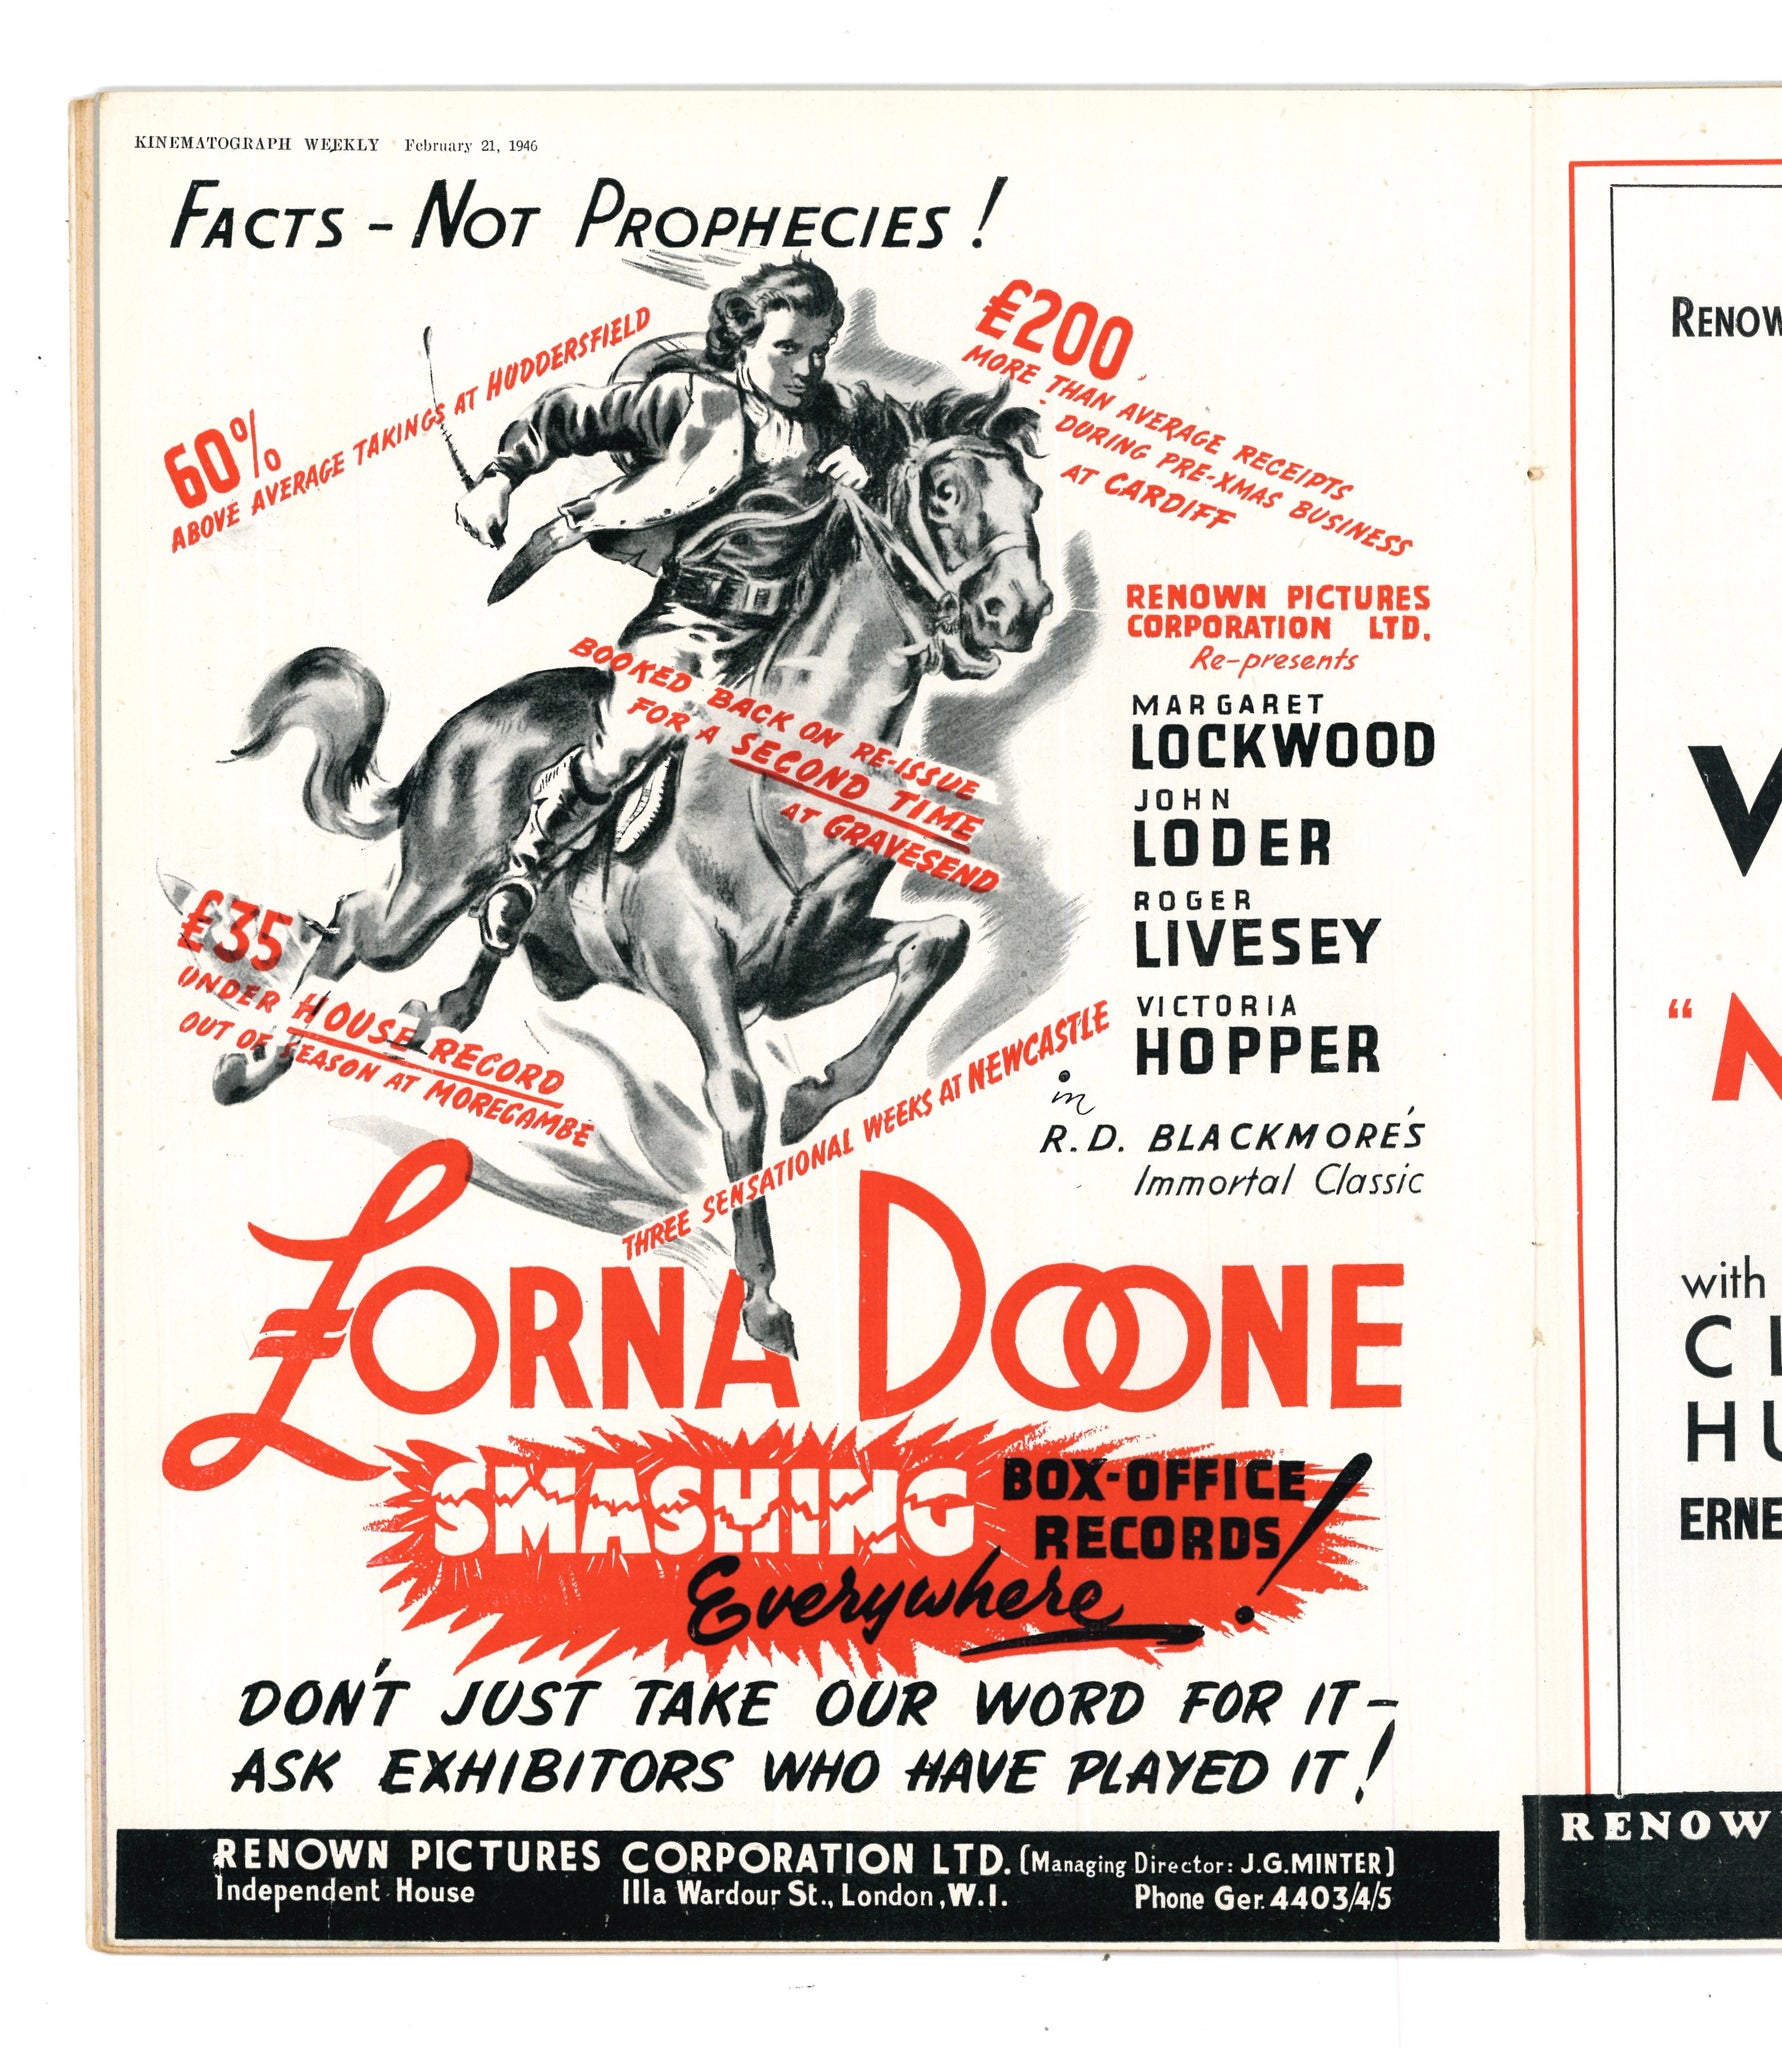 KINEMATOGRAPH WEEKLY February 21, 1946
FACTS - NOT PROPHECIES!
60%
ABOVE AVERAGE TAKINGS AT HUDDERSFIELD
£200
MORE THAN AVERAGE RECEIPTS
DURING PRE-XMAS BUSINESS
AT CARDIFF
RENOWN PICTURES
CORPORATION LTD.
Re-presents
MARGARET
LOCKWOOD
JOHN
LODER
ROGER
LIVESEY
VICTORIA
HOPPER
in
R.D. BLACKMORE'S
Immortal Classic
BOOKED BACK ON RE-ISSUE
FOR A SECOND TIME
AT GRAVESEND
£35
UNDER HOUSE RECORD
OUT OF SEASON AT MORECAMBE
THREE SENSATIONAL WEEKS AT NEWCASTLE
LORNA DOONE
SMASHING BOX-OFFICE
RECORDS!
Everywhere
DON'T JUST TAKE OUR WORD FOR IT-
ASK EXHIBITORS WHO HAVE PLAYED IT!
RENOWN PICTURES CORPORATION LTD. (Managing Director: J.G.MINTER)
Independent House IIIa Wardour St., London, W.I. Phone Ger. 4403/4/5
RENOW
"N
with
CL
HU
ERNE
RENOW